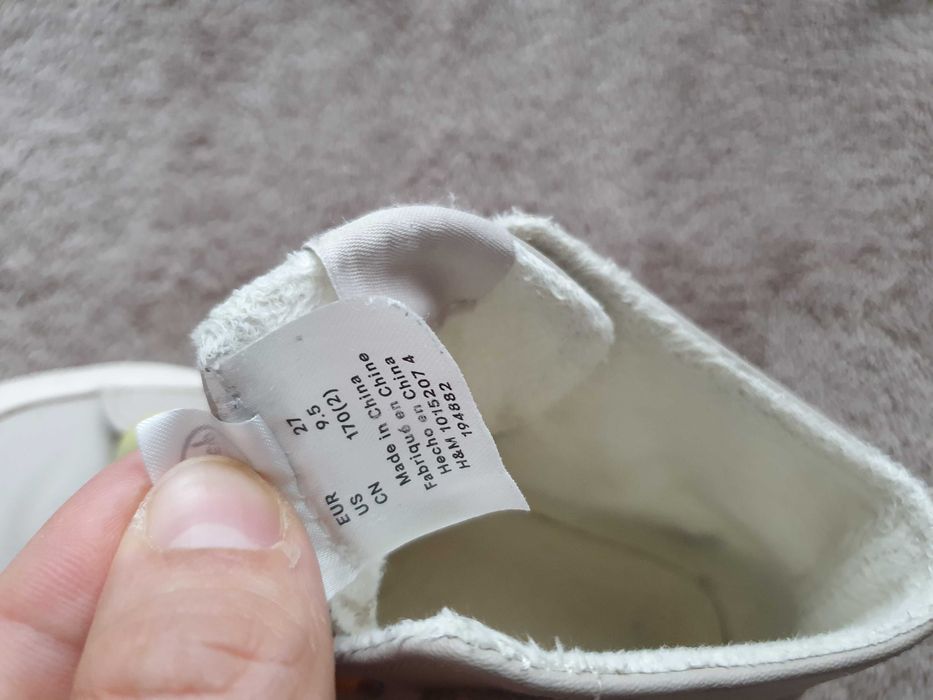 EUR 27
US 9.5
CN 170(2)
Made in China
Fabriqué en Chine
Hecho en China
H&M 1015207 4
194882